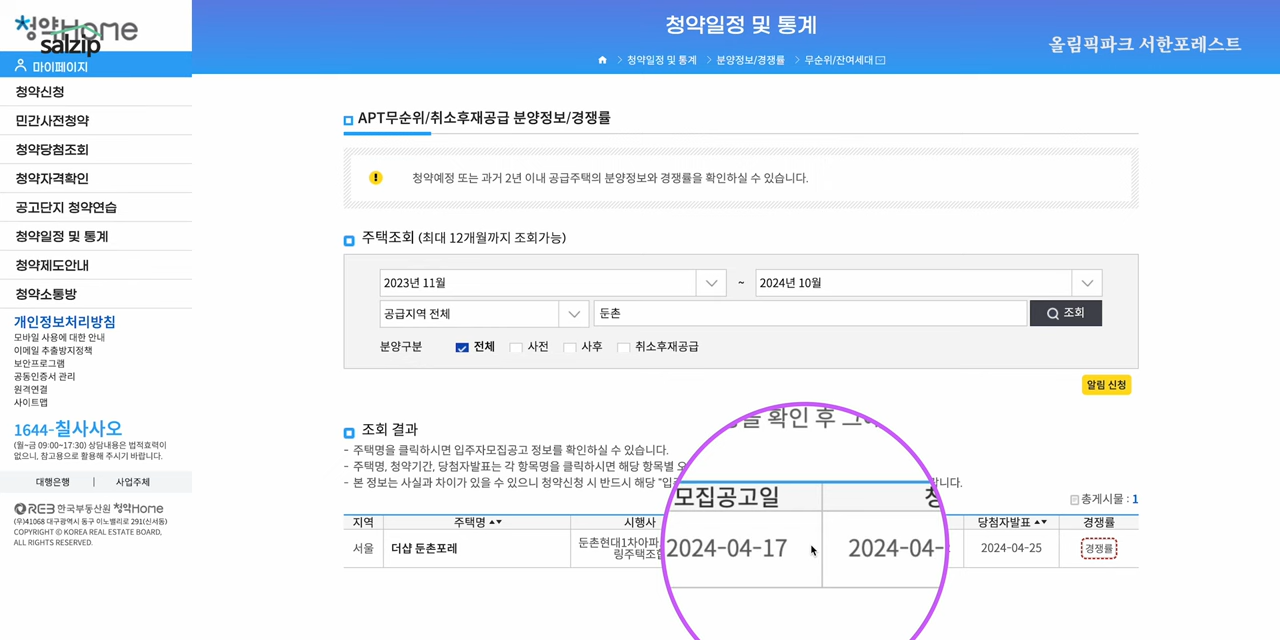 청약Home
salzip
마이페이지
청약신청
민간사전청약
청약당첨조회
청약자격확인
공고단지 청약연습
청약일정 및 통계
청약제도안내
청약소통방
개인정보처리방침
모바일 사용에 대한 안내
이메일 추출방지정책
보안프로그램
공동인증서 관리
원격연결
사이트맵
1644-칠사사오
(월~금 09:00~17:30) 상담내용은 법적효력이
없으니, 참고용으로 활용해 주시기 바랍니다.
대행은행 | 사업주체
REB 한국부동산원 청약Home
(우)41068 대구광역시 동구 이노밸리로 291(신서동)
COPYRIGHT © KOREA REAL ESTATE BOARD,
ALL RIGHTS RESERVED.
청약일정 및 통계
올림픽파크 서한포레스트
청약일정 및 통계 > 분양정보/경쟁률 > 무순위/잔여세대
APT무순위/취소후재공급 분양정보/경쟁률
청약예정 또는 과거 2년 이내 공급주택의 분양정보와 경쟁률을 확인하실 수 있습니다.
주택조회 (최대 12개월까지 조회가능)
2023년 11월 ~ 2024년 10월
공급지역 전체 둔촌 조회
분양구분 전체 사전 사후 취소후재공급
알림 신청
조회 결과
- 주택명을 클릭하시면 입주자모집공고 정보를 확인하실 수 있습니다.
- 주택명, 청약기간, 당첨자발표는 각 항목명을 클릭하시면 해당 항목별 오
- 본 정보는 사실과 차이가 있을 수 있으니 청약신청 시 반드시 해당 "입주
확인 후
랍니다.
총게시물 : 1
지역 주택명 ▲▼ 시행사 모집공고일 청 당첨자발표 ▲▼ 경쟁률
서울 더샵 둔촌포레 둔촌현대1차아파 2024-04-17 2024-04- 2024-04-25 경쟁률
링주택조합